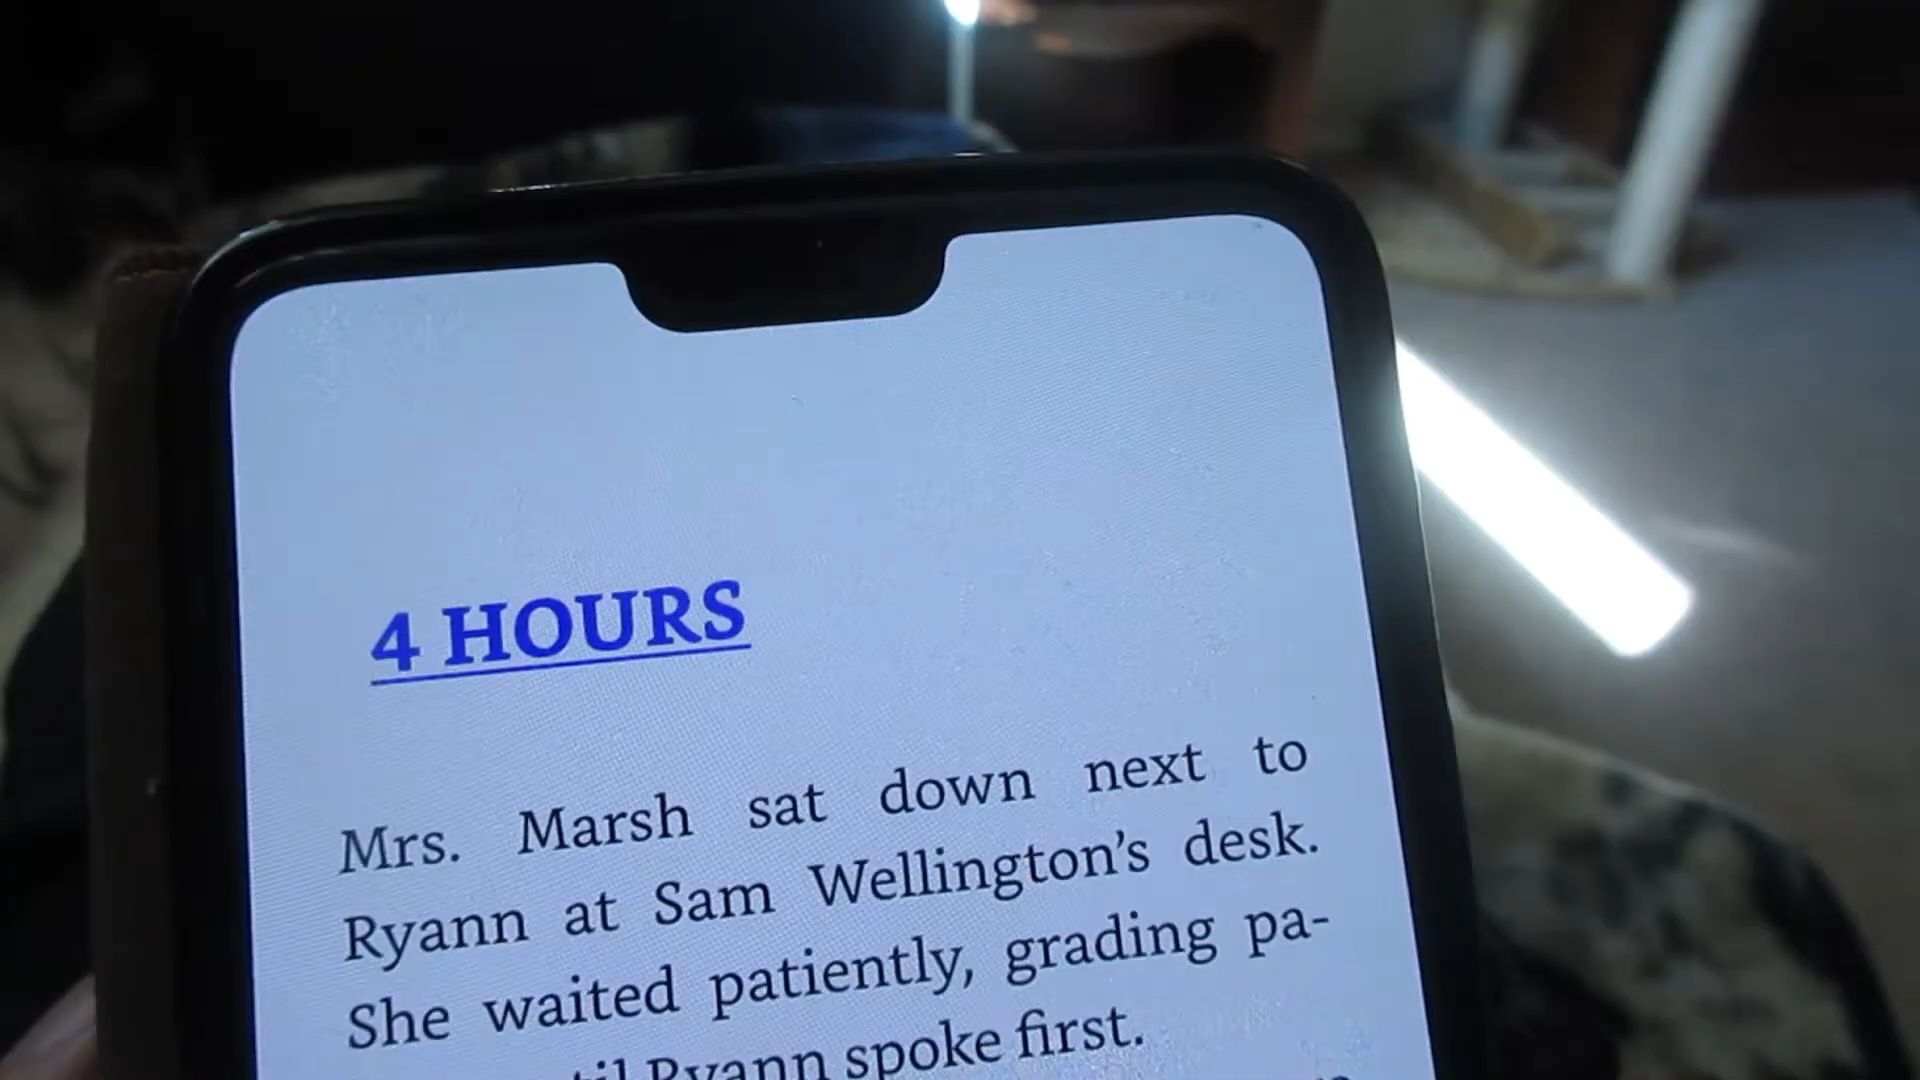 4 HOURS
Mrs. Marsh sat down next to
Ryann at Sam Wellington's desk.
She waited patiently, grading pa-
Ryann spoke first.